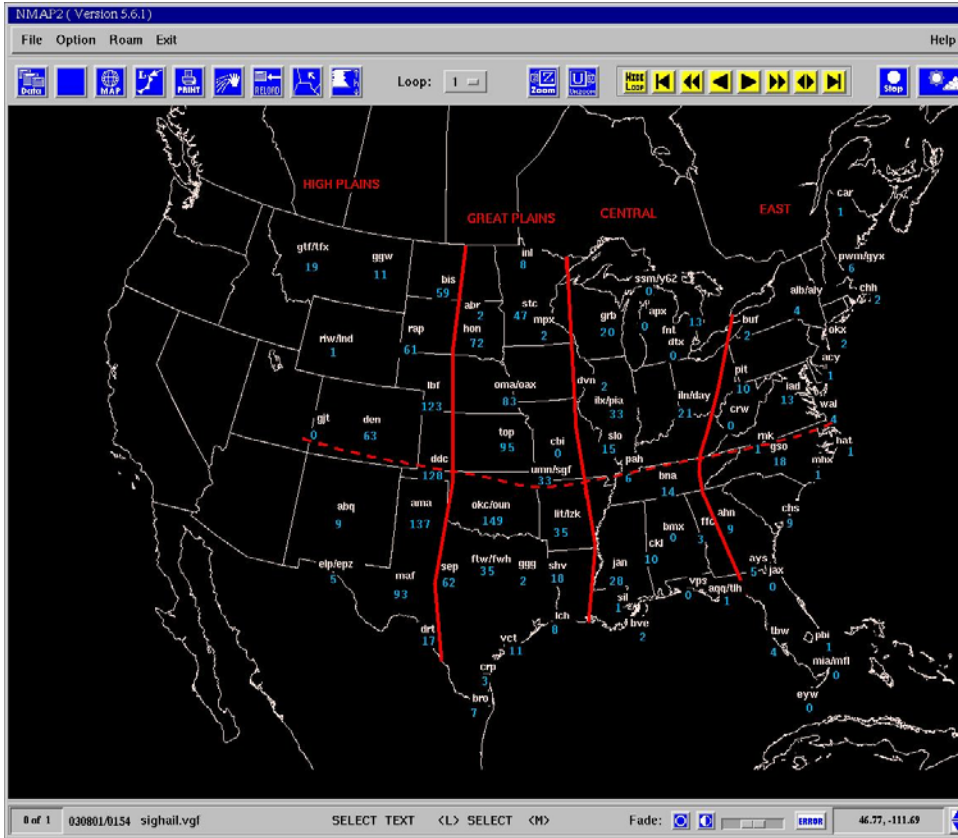 NMAP2 ( Version 5.6.1)
File Option Roam Exit Help
Data MAP PRINT RELOAD Loop: 1 Zoom UNZOOM HIDE LOOP Stop
HIGH PLAINS
GREAT PLAINS CENTRAL EAST
car
1
gtf/tfx
19
ggw
11
bis
59
inl
8
ssm/y62
0
pwm/gyx
6
alb/aly
4
chh
2
abr
2
stc
47
mpx
2
grb
20
apx
0
fnt
13
dtx
0
buf
2
okx
2
riw/lnd
1
rap
61
hon
72
acy
1
lbf
123
oma/oax
83
dvn
2
ilx/pia
33
iln/day
21
pit
10
iad
13
wal
4
gjt
0
den
63
top
95
cbi
0
slo
15
crw
0
rnk
1
gso
18
hat
1
mhx
1
ddc
128
umn/sgf
33
pah
6
bna
14
abq
9
ama
137
okc/oun
149
lit/lzk
35
bmx
0
ckl
10
ffc
3
ahn
9
chs
9
elp/epz
5
maf
93
sep
62
ftw/fwh
35
ggg
2
shv
18
jan
28
sil
1
vps
0
aqq/tlh
1
ays
5
jax
0
drt
17
vct
11
lch
8
bve
2
tbw
4
pbi
1
crp
3
mia/mfl
0
bro
7
eyw
0
0 of 1 030801/0154 sighail.vgf SELECT TEXT <L> SELECT <M> Fade: ERROR 46.77, -111.69